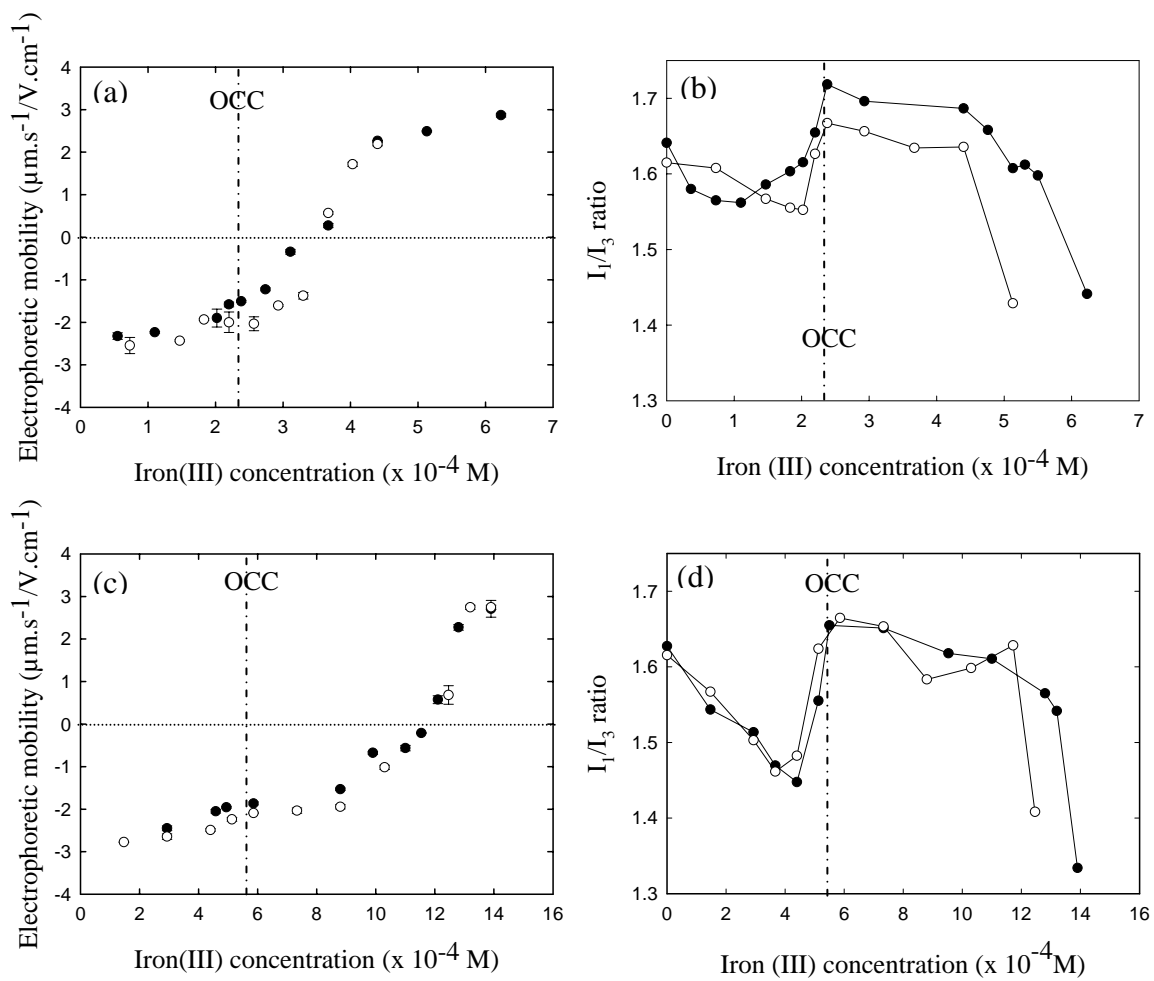 (a)
OCC
Electrophoretic mobility (µm.s-1/V.cm-1)
4
3
2
1
0
-1
-2
-3
-4
0 1 2 3 4 5 6 7
Iron(III) concentration (x 10-4 M)
(b)
OCC
I1/I3 ratio
1.7
1.6
1.5
1.4
1.3
0 1 2 3 4 5 6 7
Iron (III) concentration (x 10-4 M)
(c)
OCC
Electrophoretic mobility (µm.s-1/V.cm-1)
4
3
2
1
0
-1
-2
-3
-4
0 2 4 6 8 10 12 14 16
Iron(III) concentration (x 10-4 M)
(d)
OCC
I1/I3 ratio
1.7
1.6
1.5
1.4
1.3
0 2 4 6 8 10 12 14 16
Iron (III) concentration (x 10-4M)